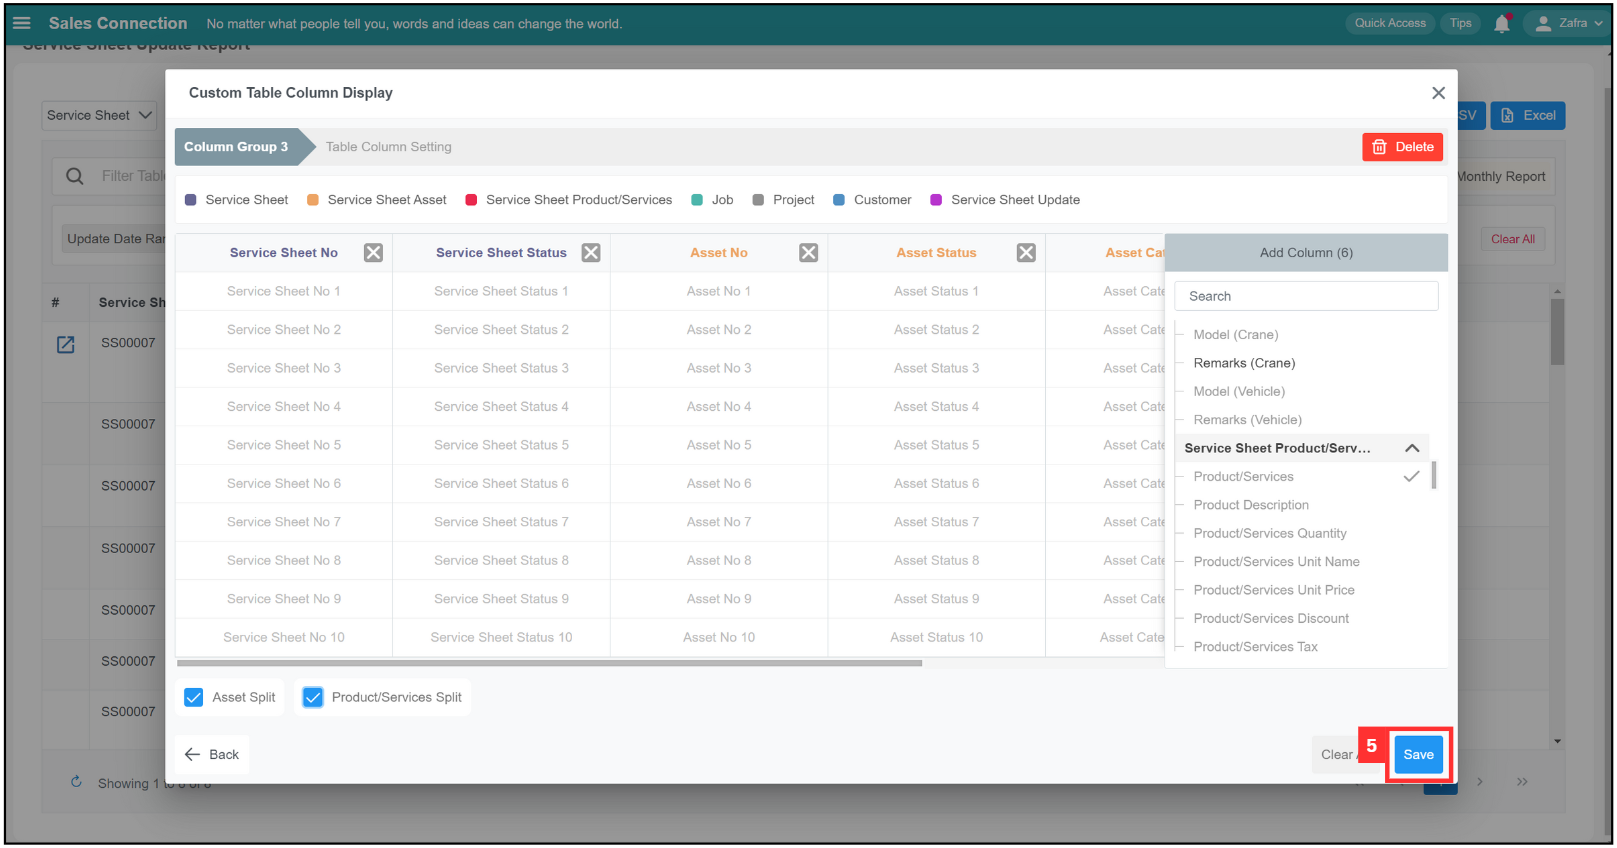 Sales Connection No matter what people tell you, words and ideas can change the world. Quick Access Tips Zafra
Service Sheet Update Report
Custom Table Column Display
Service Sheet SV Excel
Column Group 3 Table Column Setting Delete
Filter Tabl Monthly Report
Service Sheet Service Sheet Asset Service Sheet Product/Services Job Project Customer Service Sheet Update
Update Date Ran Clear All
Service Sheet No Service Sheet Status Asset No Asset Status Asset Cat Add Column (6)
# Service Sh
Service Sheet No 1 Service Sheet Status 1 Asset No 1 Asset Status 1 Asset Cate Search
Service Sheet No 2 Service Sheet Status 2 Asset No 2 Asset Status 2 Asset Cate Model (Crane)
SS00007
Service Sheet No 3 Service Sheet Status 3 Asset No 3 Asset Status 3 Asset Cate Remarks (Crane)
Model (Vehicle)
Service Sheet No 4 Service Sheet Status 4 Asset No 4 Asset Status 4 Asset Cate
SS00007 Remarks (Vehicle)
Service Sheet No 5 Service Sheet Status 5 Asset No 5 Asset Status 5 Asset Cate Service Sheet Product/Serv...
Service Sheet No 6 Service Sheet Status 6 Asset No 6 Asset Status 6 Asset Cate Product/Services
SS00007
Product Description
Service Sheet No 7 Service Sheet Status 7 Asset No 7 Asset Status 7 Asset Cate
Product/Services Quantity
SS00007
Service Sheet No 8 Service Sheet Status 8 Asset No 8 Asset Status 8 Asset Cate Product/Services Unit Name
Service Sheet No 9 Service Sheet Status 9 Asset No 9 Asset Status 9 Asset Cate Product/Services Unit Price
SS00007
Product/Services Discount
Service Sheet No 10 Service Sheet Status 10 Asset No 10 Asset Status 10 Asset Cate Product/Services Tax
SS00007
Asset Split Product/Services Split
SS00007
Back Clear 5 Save
Showing 1